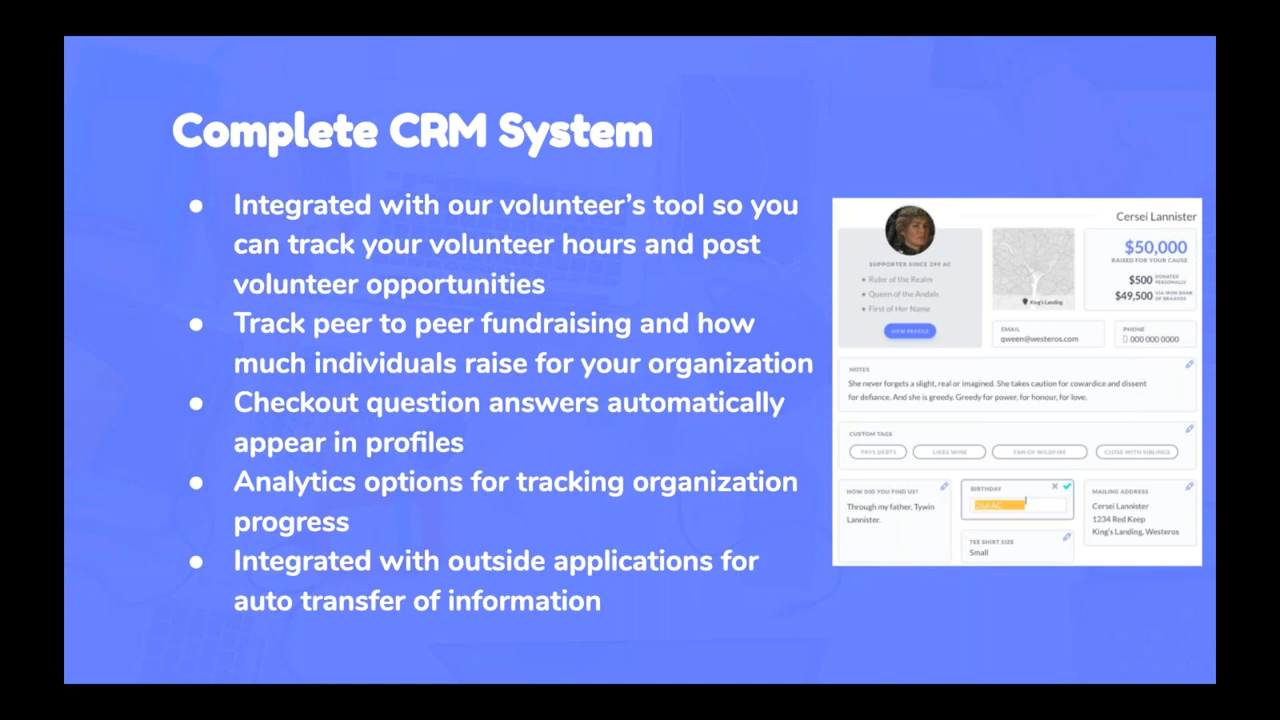 Complete CRM System
● Integrated with our volunteer’s tool so you
can track your volunteer hours and post
volunteer opportunities
● Track peer to peer fundraising and how
much individuals raise for your organization
● Checkout question answers automatically
appear in profiles
● Analytics options for tracking organization
progress
● Integrated with outside applications for
auto transfer of information
Cersei Lannister
SUPPORTER SINCE 299 AC
• Ruler of the Realm
• Queen of the Andals
• First of Her Name
VIEW PROFILE
King's Landing
$50,000
RAISED FOR YOUR CAUSE
$500 DONATED
PERSONALLY
$49,500 VIA IRON BANK
OF BRAAVOS
EMAIL
qween@westeros.com
PHONE
000 000 0000
NOTES
She never forgets a slight, real or imagined. She takes caution for cowardice and dissent
for defiance. And she is greedy. Greedy for power, for honour, for love.
CUSTOM TAGS
PAYS DEBTS
LIKES WINE
FAN OF WILDFIRE
CLOSE WITH SIBLINGS
HOW DID YOU FIND US?
Through my father, Tywin
Lannister.
BIRTHDAY
TEE SHIRT SIZE
Small
MAILING ADDRESS
Cersei Lannister
1234 Red Keep
King's Landing, Westeros